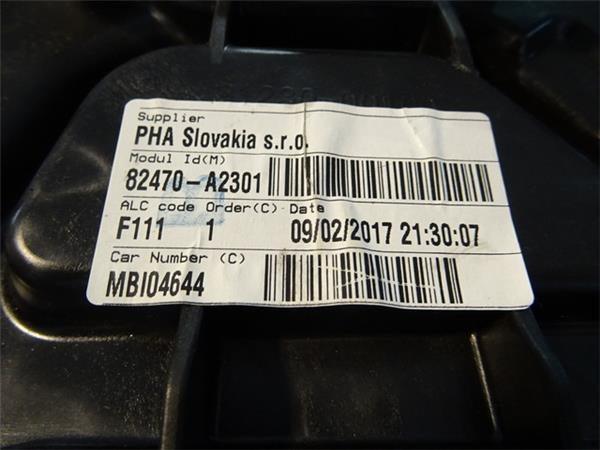 Supplier
PHA Slovakia s.r.o.
Modul Id(M)
82470-A2301
ALC code Order(C) Date
F111 1 09/02/2017 21:30:07
Car Number (C)
MBI04644